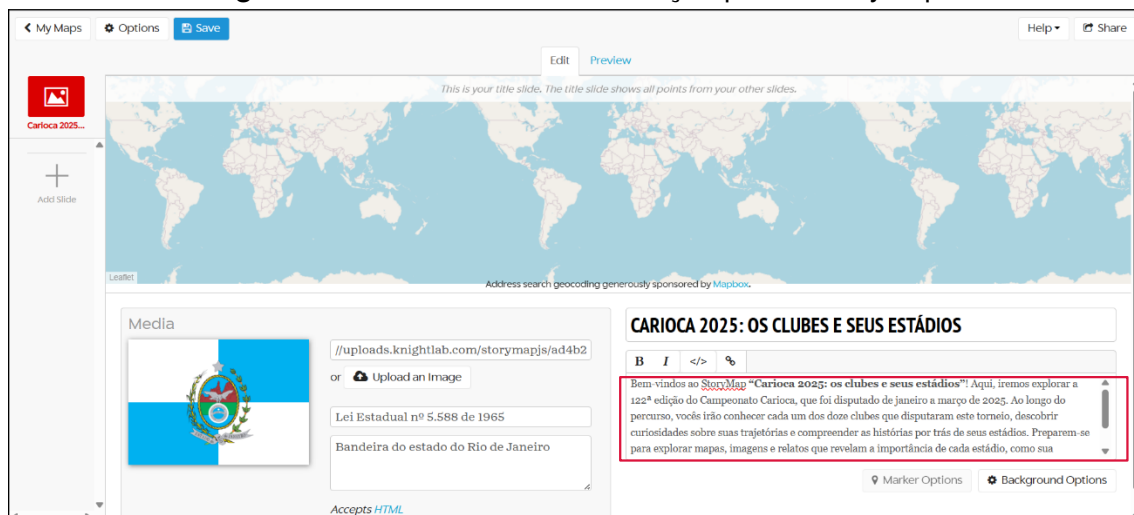 My Maps Options Save Help Share
Edit Preview
This is your title slide. The title slide shows all points from your other slides.
Carioca 2025...
Add Slide
Leaflet
Address search geocoding generously sponsored by Mapbox.
Media
//uploads.knightlab.com/storymapjs/ad4b2
or Upload an Image
Lei Estadual nº 5.588 de 1965
Bandeira do estado do Rio de Janeiro
Accepts HTML
CARIOCA 2025: OS CLUBES E SEUS ESTÁDIOS
B I </>
Bem-vindos ao StoryMap “Carioca 2025: os clubes e seus estádios”! Aqui, iremos explorar a
122ª edição do Campeonato Carioca, que foi disputado de janeiro a março de 2025. Ao longo do
percurso, vocês irão conhecer cada um dos doze clubes que disputaram este torneio, descobrir
curiosidades sobre suas trajetórias e compreender as histórias por trás de seus estádios. Preparem-se
para explorar mapas, imagens e relatos que revelam a importância de cada estádio, como sua
Marker Options Background Options